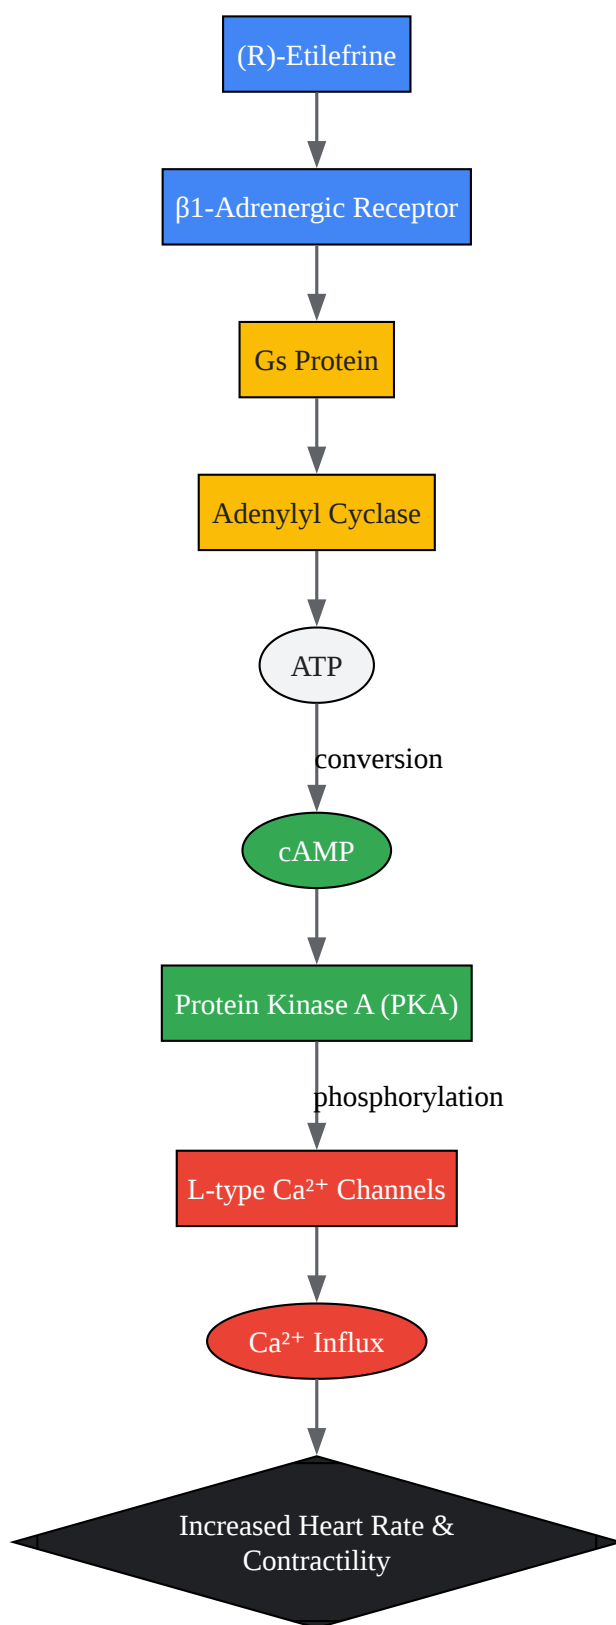 (R)-Etilefrine
β1-Adrenergic Receptor
Gs Protein
Adenylyl Cyclase
ATP
conversion
cAMP
Protein Kinase A (PKA)
phosphorylation
L-type Ca²⁺ Channels
Ca²⁺ Influx
Increased Heart Rate &
Contractility